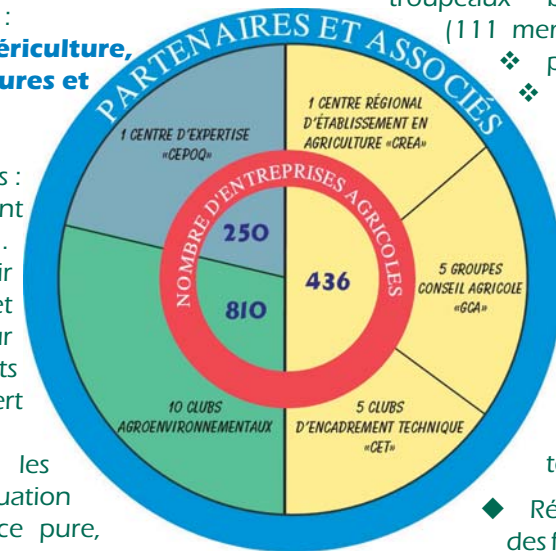 :
ériculture,
ures et
s :
nt
.
ir
et
ur
ts
ert
les
uation
ce pure,
troupeaux b
(111 mem
❖ p
❖
PARTENAIRES ET ASSOCIÉS
1 CENTRE D'EXPERTISE
«CEPOQ»
1 CENTRE RÉGIONAL
D'ÉTABLISSEMENT EN
AGRICULTURE «CREA»
NOMBRE D'ENTREPRISES AGRICOLES
250
436
810
5 GROUPES
CONSEIL AGRICOLE
«GCA»
10 CLUBS
AGROENVIRONNEMENTAUX
5 CLUBS
D'ENCADREMENT TECHNIQUE
«CET»
te
◆ Ré
des f